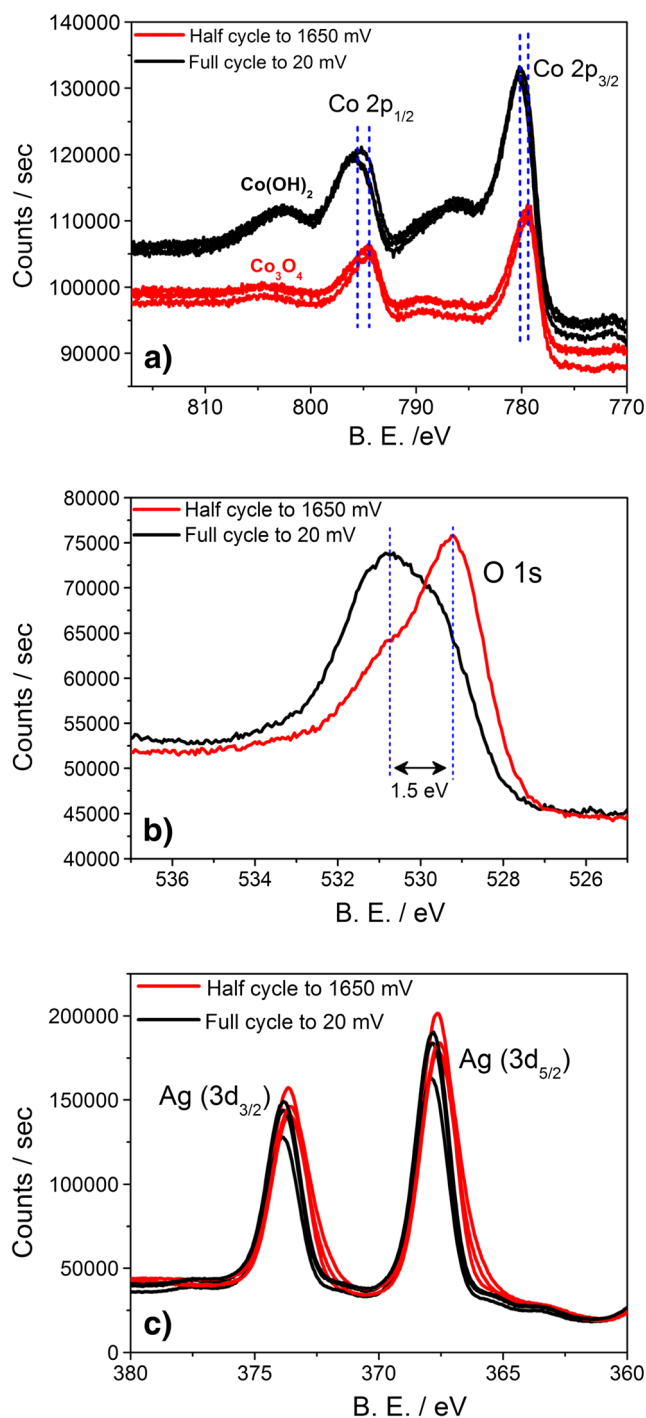 Half cycle to 1650 mV
Full cycle to 20 mV
Co 2p3/2
Co 2p1/2
Co(OH)2
Co3O4
a)
140000
130000
120000
110000
100000
90000
Counts / sec
810 800 790 780 770
B. E. /eV
Half cycle to 1650 mV
Full cycle to 20 mV
O 1s
1.5 eV
b)
80000
75000
70000
65000
60000
55000
50000
45000
40000
Counts / sec
536 534 532 530 528 526
B. E. / eV
Half cycle to 1650 mV
Full cycle to 20 mV
Ag (3d5/2)
Ag (3d3/2)
c)
200000
150000
100000
50000
0
Counts / sec
380 375 370 365 360
B. E. / eV